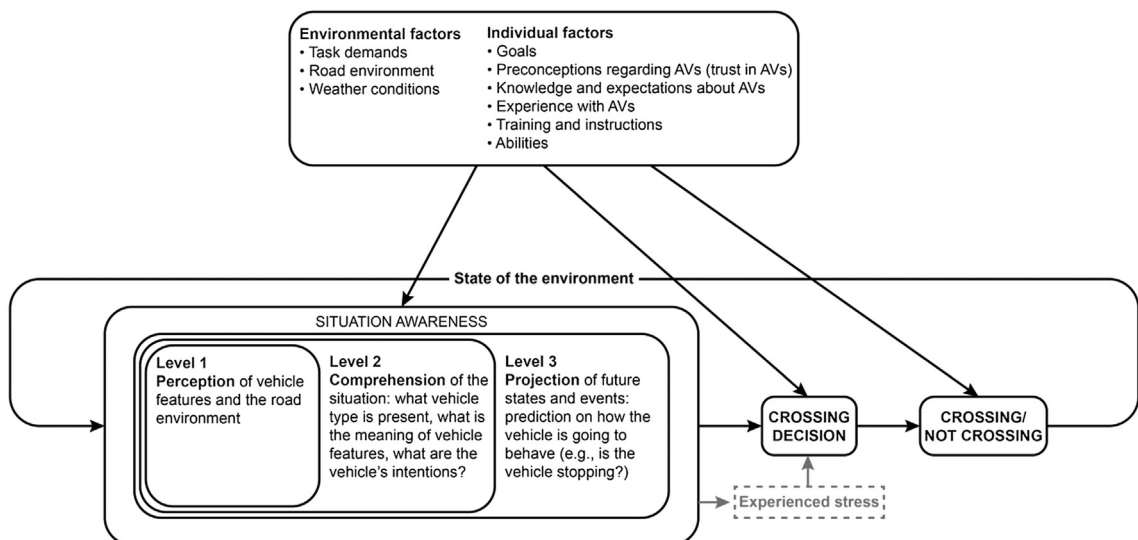 Environmental factors
• Task demands
• Road environment
• Weather conditions
Individual factors
• Goals
• Preconceptions regarding AVs (trust in AVs)
• Knowledge and expectations about AVs
• Experience with AVs
• Training and instructions
• Abilities
State of the environment
SITUATION AWARENESS
Level 1
Perception of vehicle
features and the road
environment
Level 2
Comprehension of the
situation: what vehicle
type is present, what is
the meaning of vehicle
features, what are the
vehicle's intentions?
Level 3
Projection of future
states and events:
prediction on how the
vehicle is going to
behave (e.g., is the
vehicle stopping?)
CROSSING
DECISION
CROSSING/
NOT CROSSING
Experienced stress